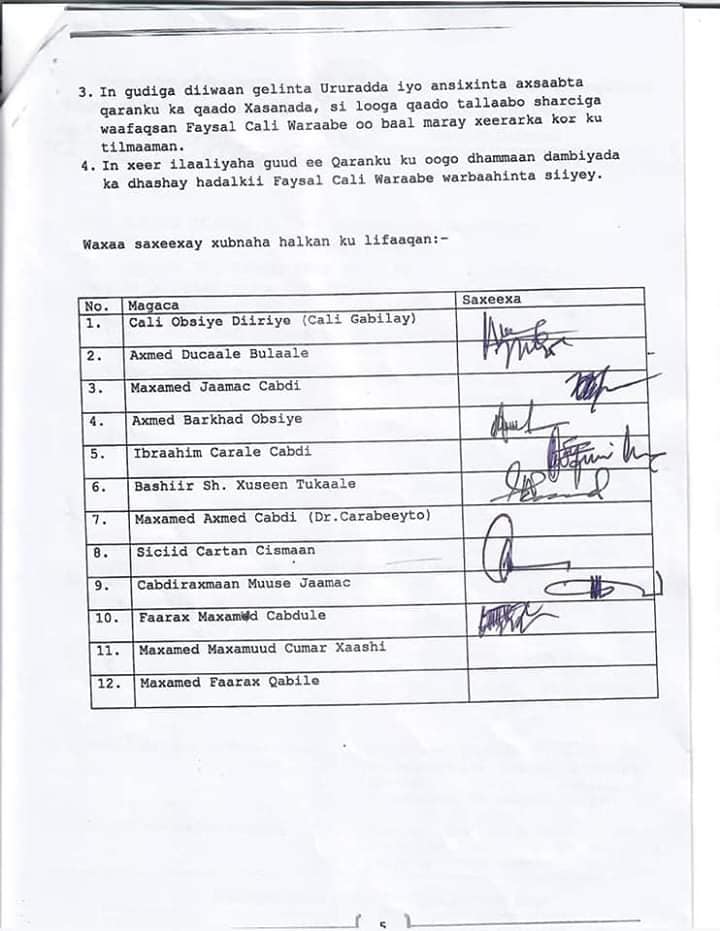 3. In gudiga diiwaan gelinta Ururadda iyo ansixinta axsaabta
qaranku ka qaado Xasanada, si looga qaado tallaabo sharciga
waafaqsan Faysal Cali Waraabe oo baal maray xeerarka kor ku
tilmaaman.
4. In xeer ilaaliyaha guud ee Qaranku ku oogo dhammaan dambiyada
ka dhashay hadalkii Faysal Cali Waraabe warbaahinta siiyey.
Waxaa saxeexay xubnaha halkan ku lifaaqan:-
No. Magaca Saxeexa
1. Cali Obsiye Diiriye (Cali Gabilay)
2. Axmed Ducaale Bulaale
3. Maxamed Jaamac Cabdi
4. Axmed Barkhad Obsiye
5. Ibraahim Carale Cabdi
6. Bashiir Sh. Xuseen Tukaale
7. Maxamed Axmed Cabdi (Dr.Carabeeyto)
8. Siciid Cartan Cismaan
9. Cabdiraxmaan Muuse Jaamac
10. Faarax Maxamed Cabdule
11. Maxamed Maxamuud Cumar Xaashi
12. Maxamed Faarax Qabile
5